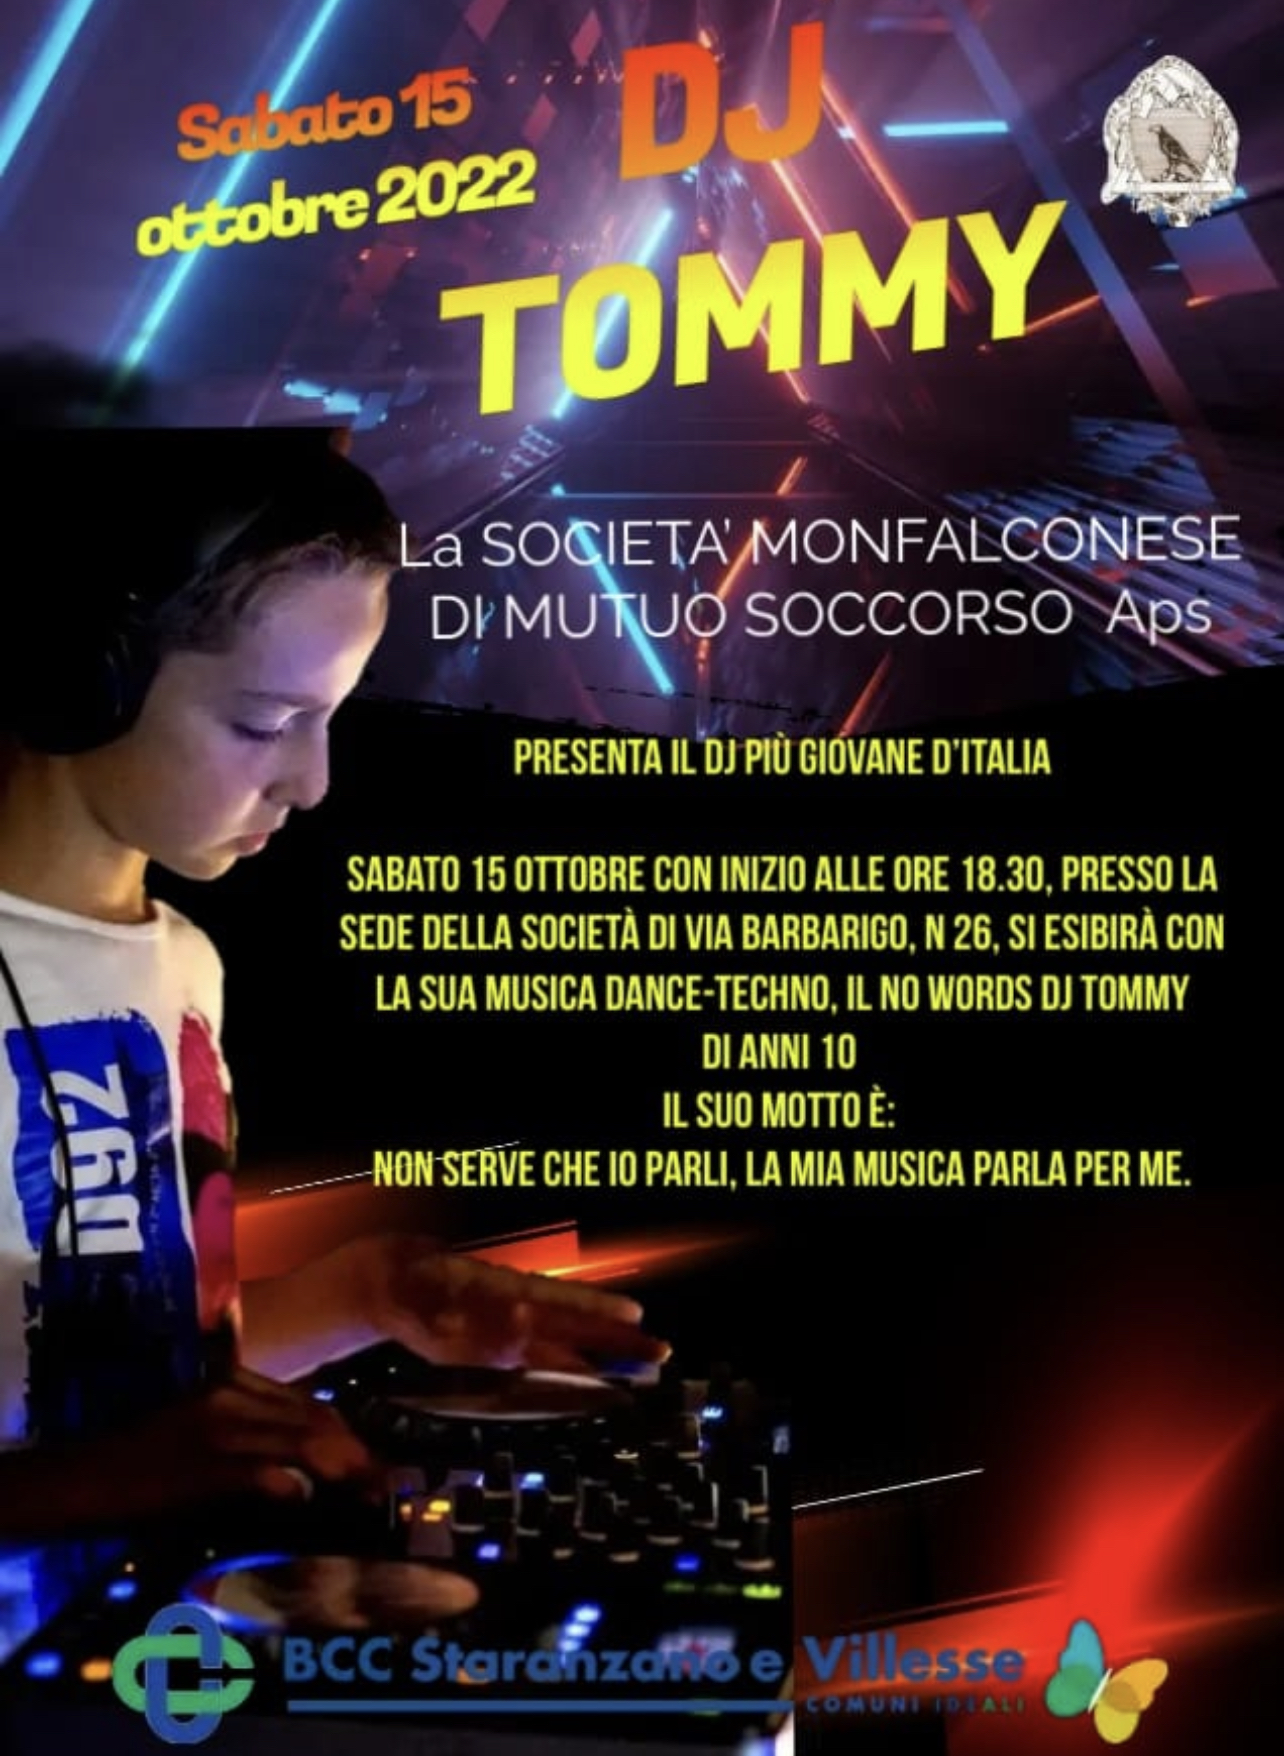 Sabato 15
ottobre 2022
DJ
TOMMY
La SOCIETA' MONFALCONESE
DI MUTUO SOCCORSO Aps
PRESENTA IL DJ PIÙ GIOVANE D'ITALIA
SABATO 15 OTTOBRE CON INIZIO ALLE ORE 18.30, PRESSO LA
SEDE DELLA SOCIETÀ DI VIA BARBARIGO, N 26, SI ESIBIRÀ CON
LA SUA MUSICA DANCE-TECHNO, IL NO WORDS DJ TOMMY
DI ANNI 10
IL SUO MOTTO È:
NON SERVE CHE IO PARLI, LA MIA MUSICA PARLA PER ME.
BCC Staranzano e Villesse
COMUNI IDEALI